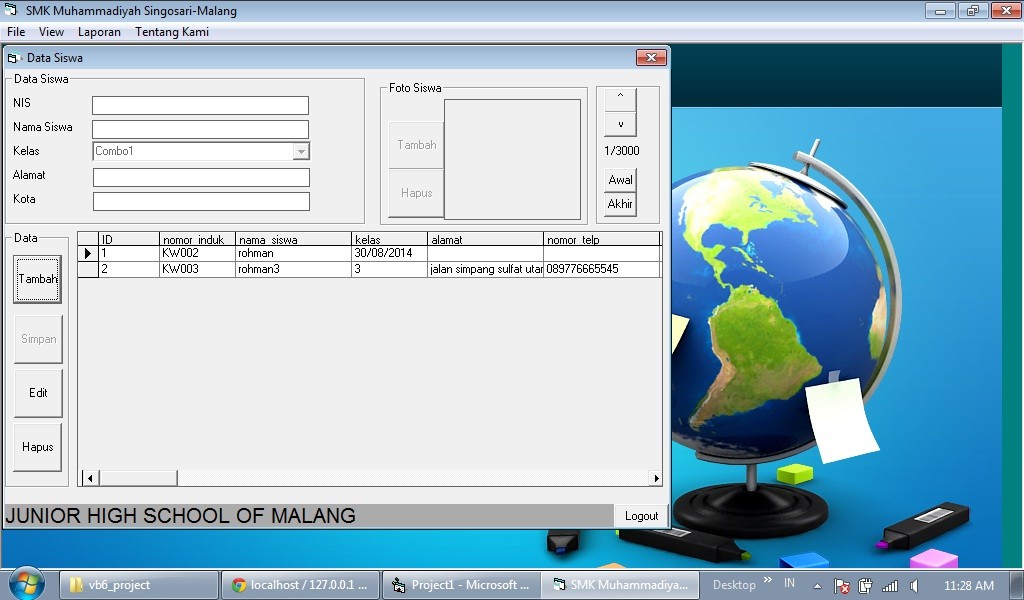 SMK Muhammadiyah Singosari-Malang
File View Laporan Tentang Kami
Data Siswa
Data Siswa
NIS
Nama Siswa
Kelas Combo1
Alamat
Kota
Foto Siswa
Tambah
Hapus
^
v
1/3000
Awal
Akhir
Data
Tambah
Simpan
Edit
Hapus
ID nomor_induk nama_siswa kelas alamat nomor_telp
1 KW002 rohman 30/08/2014
2 KW003 rohman3 3 jalan simpang sulfat utar 089776665545
JUNIOR HIGH SCHOOL OF MALANG
Logout
vb6_project localhost / 127.0.0.1 ... Project1 - Microsoft ... SMK Muhammadiya... Desktop » IN 11:28 AM